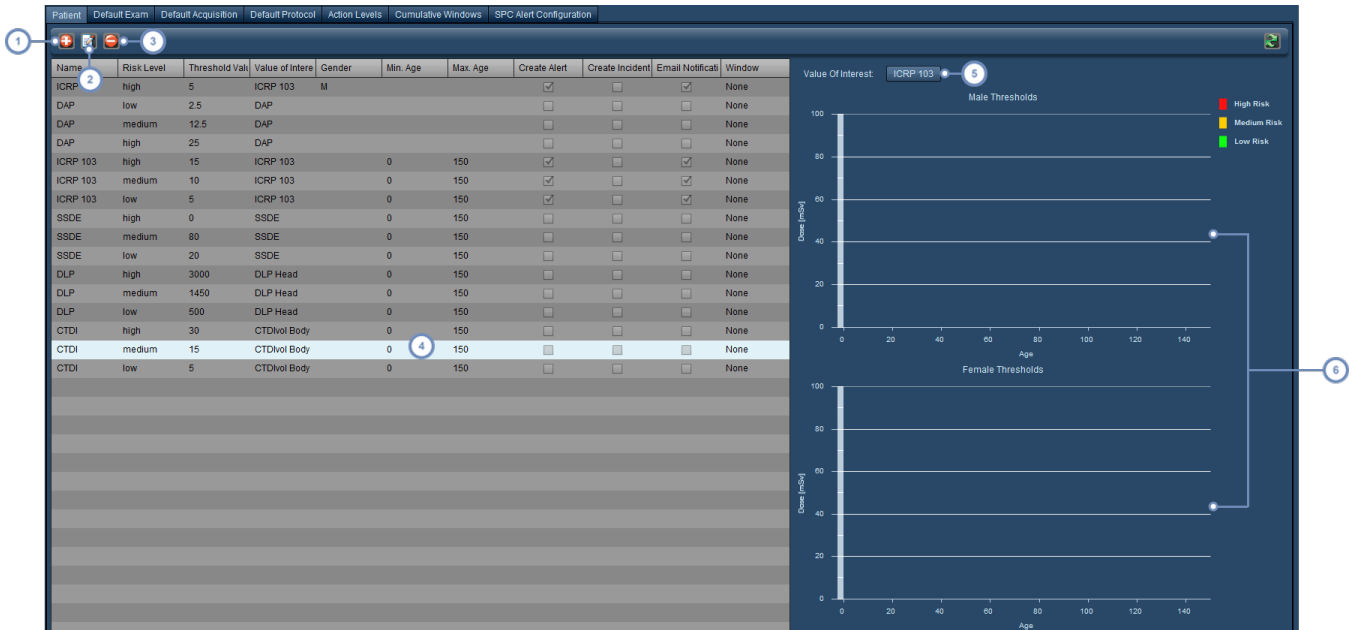 Patient Default Exam Default Acquisition Default Protocol Action Levels Cumulative Windows SPC Alert Configuration
1 2 3
Name Risk Level Threshold Valu Value of Intere Gender Min. Age Max. Age Create Alert Create Incident Email Notificati Window
ICRP high 5 ICRP 103 M None
DAP low 2.5 DAP None
DAP medium 12.5 DAP None
DAP high 25 DAP None
ICRP 103 high 15 ICRP 103 0 150 None
ICRP 103 medium 10 ICRP 103 0 150 None
ICRP 103 low 5 ICRP 103 0 150 None
SSDE high 0 SSDE 0 150 None
SSDE medium 80 SSDE 0 150 None
SSDE low 20 SSDE 0 150 None
DLP high 3000 DLP Head 0 150 None
DLP medium 1450 DLP Head 0 150 None
DLP low 500 DLP Head 0 150 None
CTDI high 30 CTDIvol Body 0 150 None
CTDI medium 15 CTDIvol Body 0 4 150 None
CTDI low 5 CTDIvol Body 0 150 None
Value Of Interest: ICRP 103 5
Male Thresholds
High Risk
Medium Risk
Low Risk
Dose [mSv]
100
80
60
40
20
0
0 20 40 60 80 100 120 140
Age
Female Thresholds
Dose [mSv]
100
80
60
40
20
0
0 20 40 60 80 100 120 140
Age
6